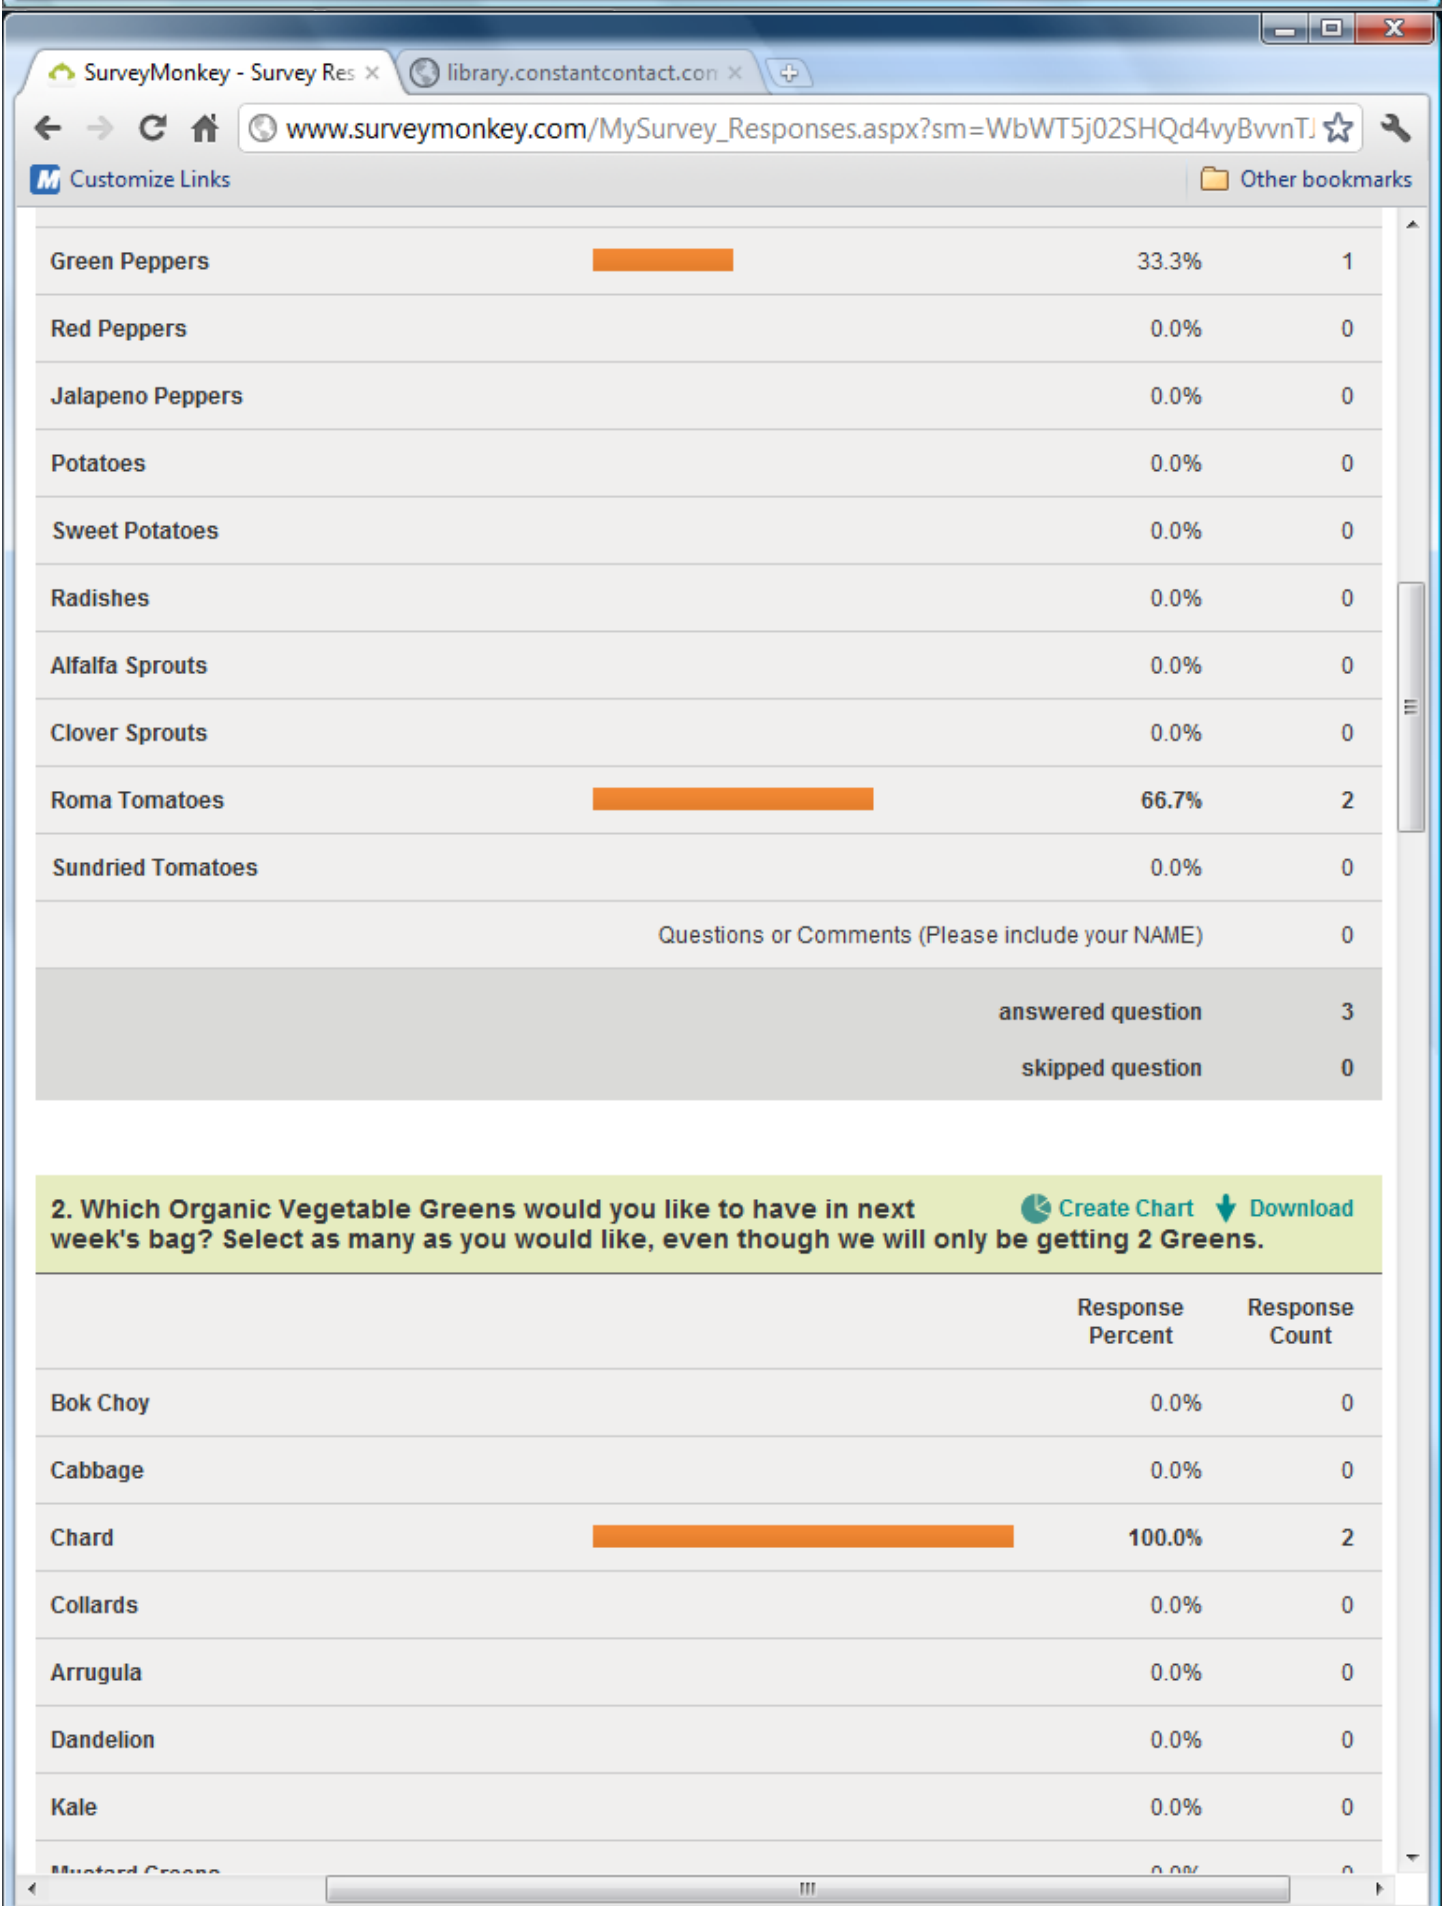 SurveyMonkey - Survey Res
library.constantcontact.con
www.surveymonkey.com/MySurvey_Responses.aspx?sm=WbWT5j02SHQd4vyBvvnTJ
Customize Links
Other bookmarks
Green Peppers 33.3% 1
Red Peppers 0.0% 0
Jalapeno Peppers 0.0% 0
Potatoes 0.0% 0
Sweet Potatoes 0.0% 0
Radishes 0.0% 0
Alfalfa Sprouts 0.0% 0
Clover Sprouts 0.0% 0
Roma Tomatoes 66.7% 2
Sundried Tomatoes 0.0% 0
Questions or Comments (Please include your NAME) 0
answered question 3
skipped question 0
2. Which Organic Vegetable Greens would you like to have in next
week's bag? Select as many as you would like, even though we will only be getting 2 Greens.
Create Chart Download
Response Percent
Response Count
Bok Choy 0.0% 0
Cabbage 0.0% 0
Chard 100.0% 2
Collards 0.0% 0
Arrugula 0.0% 0
Dandelion 0.0% 0
Kale 0.0% 0
Mustard Greens 0.0% 0